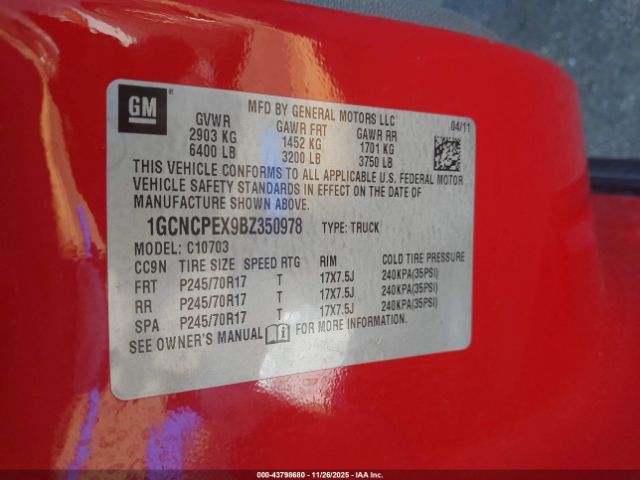 GM
MFD BY GENERAL MOTORS LLC
GVWR GAWR FRT GAWR RR 04/11
2903 KG 1452 KG 1701 KG
6400 LB 3200 LB 3750 LB
THIS VEHICLE CONFORMS TO ALL APPLICABLE U.S. FEDERAL MOTOR
VEHICLE SAFETY STANDARDS IN EFFECT ON THE DATE OF
MANUFACTURE SHOWN ABOVE.
1GCNCPEX9BZ350978 TYPE: TRUCK
MODEL: C10703
CC9N TIRE SIZE SPEED RTG RIM COLD TIRE PRESSURE
FRT P245/70R17 T 17X7.5J 240KPA(35PSI)
RR P245/70R17 T 17X7.5J 240KPA(35PSI)
SPA P245/70R17 T 17X7.5J 240KPA(35PSI)
SEE OWNER'S MANUAL FOR MORE INFORMATION.
000-43798680 - 11/26/2025 - IAA Inc.